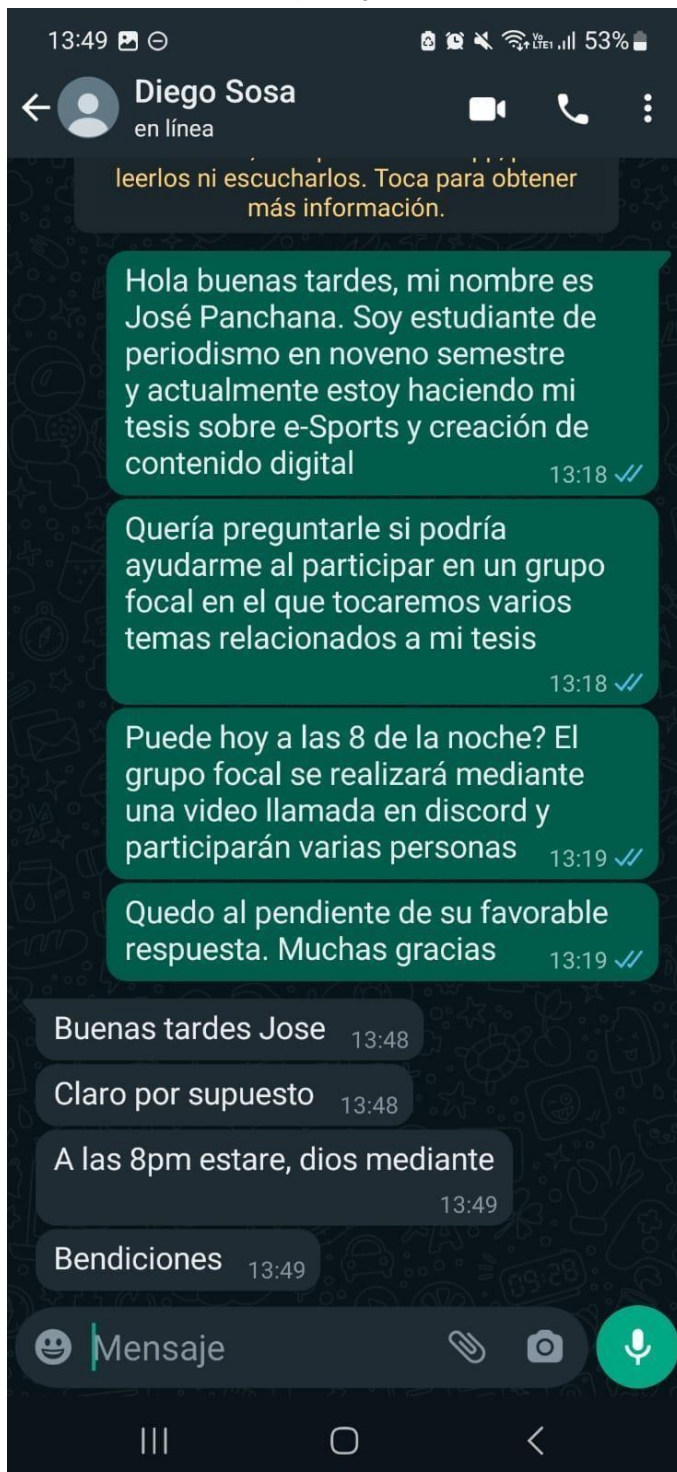 13:49
53%
Diego Sosa
en línea
leerlos ni escucharlos. Toca para obtener
más información.
Hola buenas tardes, mi nombre es
José Panchana. Soy estudiante de
periodismo en noveno semestre
y actualmente estoy haciendo mi
tesis sobre e-Sports y creación de
contenido digital
13:18
Quería preguntarle si podría
ayudarme al participar en un grupo
focal en el que tocaremos varios
temas relacionados a mi tesis
13:18
Puede hoy a las 8 de la noche? El
grupo focal se realizará mediante
una video llamada en discord y
participarán varias personas
13:19
Quedo al pendiente de su favorable
respuesta. Muchas gracias
13:19
Buenas tardes Jose
13:48
Claro por supuesto
13:48
A las 8pm estare, dios mediante
13:49
Bendiciones
13:49
Mensaje